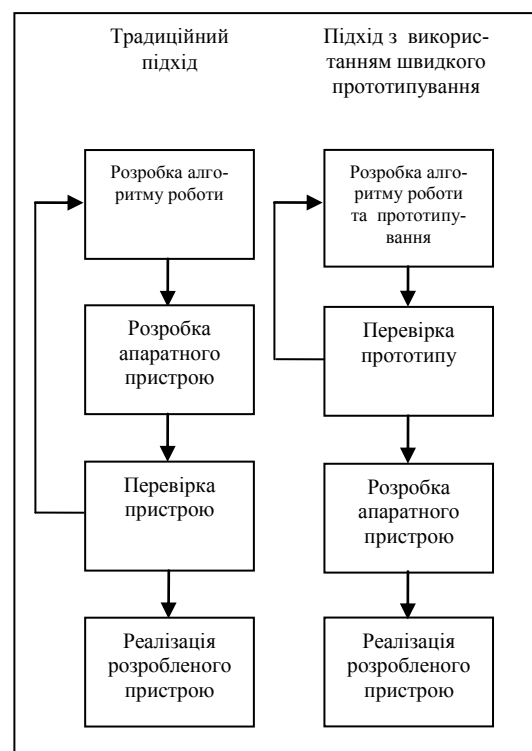 Традиційний
підхід
Підхід з використ-
танням швидкого
прототипування
Розробка алго-
ритму роботи
Розробка
апаратного
пристрою
Перевірка
пристрою
Реалізація
розробленого
пристрою
Розробка алго-
ритму роботи
та прототипу-
вання
Перевірка
прототипу
Розробка
апаратного
пристрою
Реалізація
розробленого
пристрою